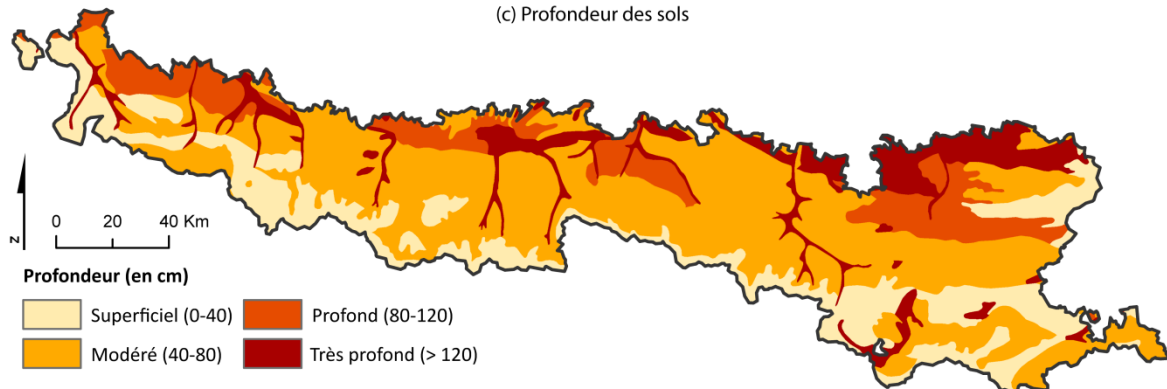 (c) Profondeur des sols
N
0 20 40 Km
Profondeur (en cm)
Superficiel (0-40)
Profond (80-120)
Modéré (40-80)
Très profond (> 120)